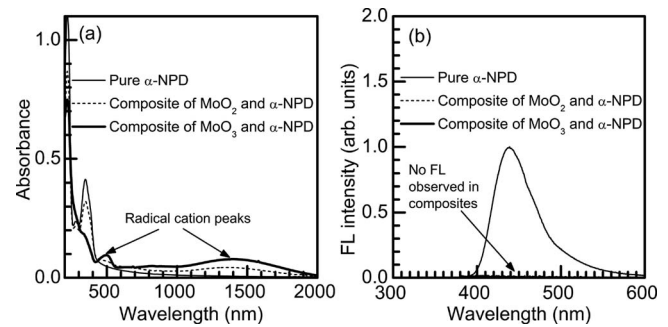 (a)
Pure α-NPD
Composite of MoO2 and α-NPD
Composite of MoO3 and α-NPD
Radical cation peaks
Absorbance
1.0
0.5
0.0
500 1000 1500 2000
Wavelength (nm)
(b)
Pure α-NPD
Composite of MoO2 and α-NPD
Composite of MoO3 and α-NPD
No FL
observed in
composites
FL intensity (arb. units)
2.0
1.5
1.0
0.5
0.0
300 400 500 600
Wavelength (nm)